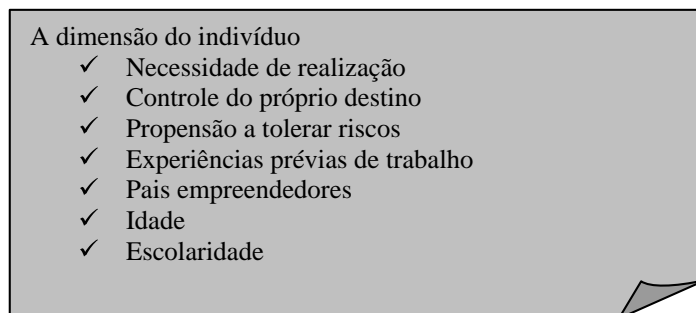 A dimensão do indivíduo
✓ Necessidade de realização
✓ Controle do próprio destino
✓ Propensão a tolerar riscos
✓ Experiências prévias de trabalho
✓ Pais empreendedores
✓ Idade
✓ Escolaridade